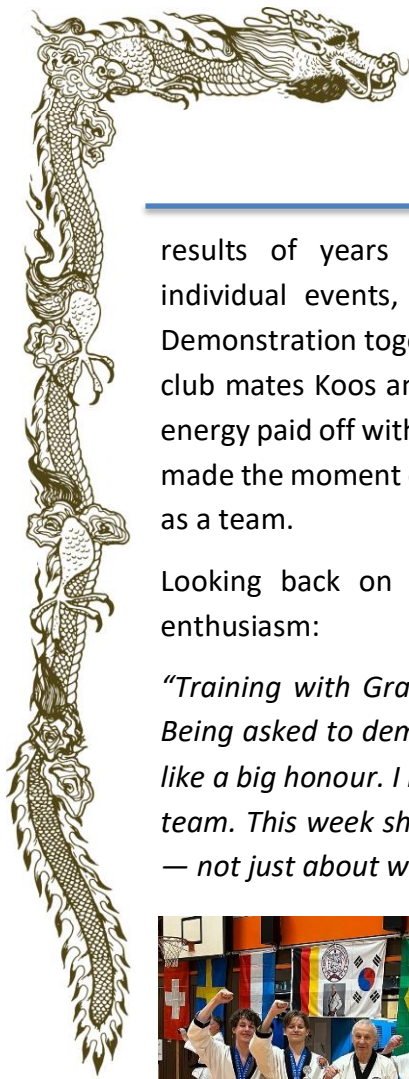 results of years
individual events,
Demonstration toge
club mates Koos
energy paid off with
made the moment
as a team.
Looking back on
enthusiasm:
“Training with Gra
Being asked to dem
like a big honour. I
team. This week sh
— not just about w